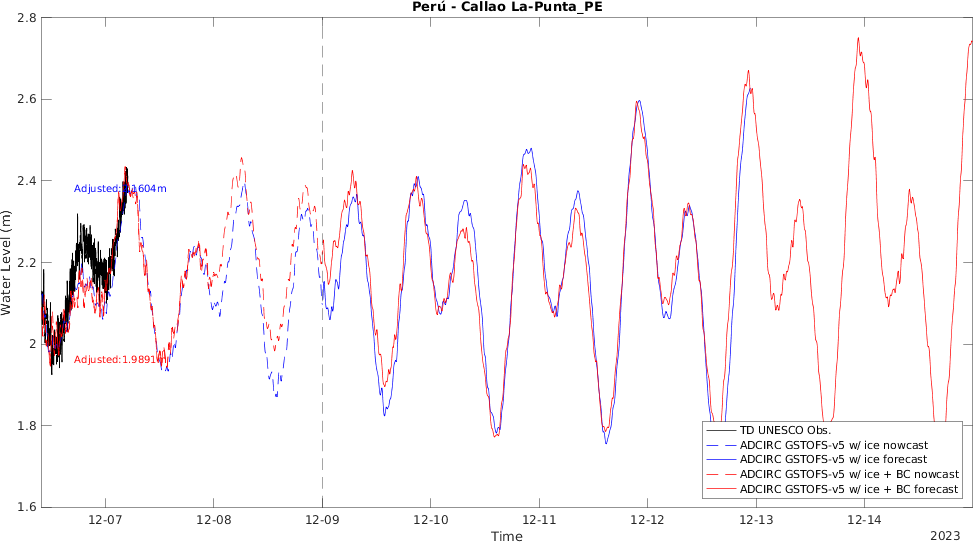 Perú - Callao La-Punta_PE
Water Level (m)
2.8
2.6
2.4
2.2
2
1.8
1.6
Adjusted:
1604m
Adjusted:1.9891
12-07
12-08
12-09
12-10
12-11
12-12
12-13
12-14
Time
2023
TD UNESCO Obs.
ADCIRC GSTOFS-v5 w/ ice nowcast
ADCIRC GSTOFS-v5 w/ ice forecast
ADCIRC GSTOFS-v5 w/ ice + BC nowcast
ADCIRC GSTOFS-v5 w/ ice + BC forecast